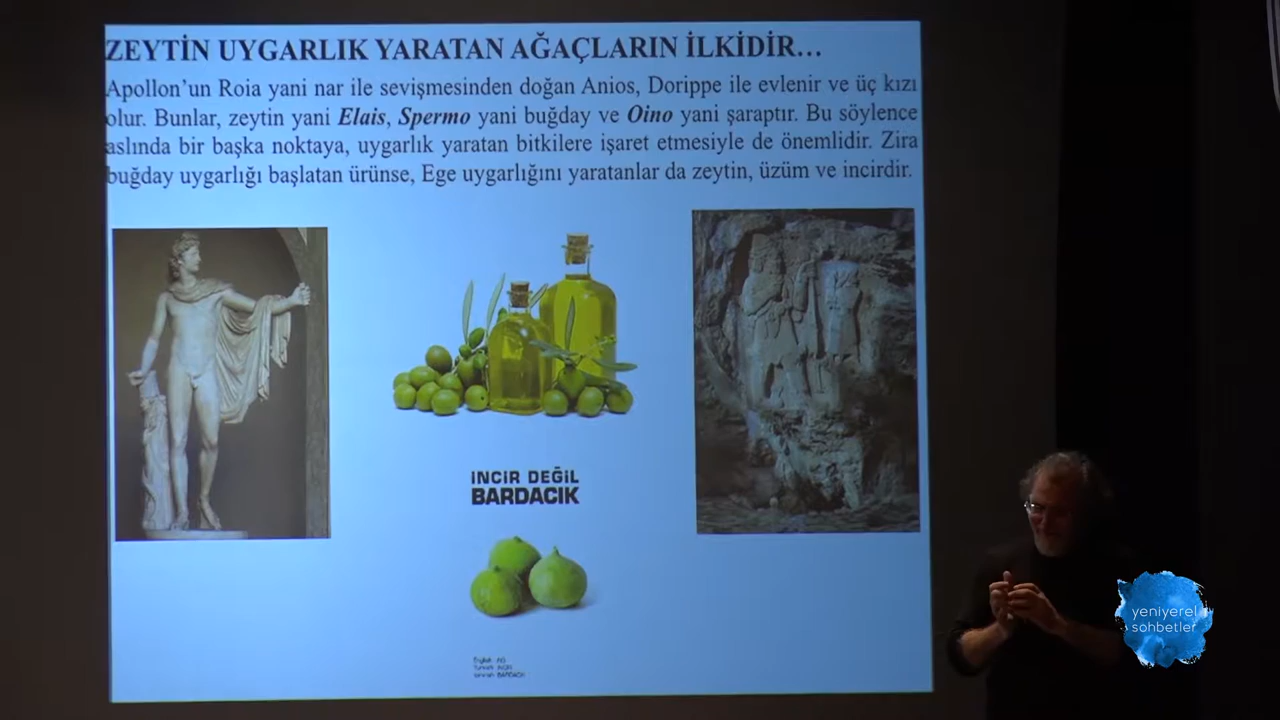 ZEYTİN UYGARLIK YARATAN AĞAÇLARIN İLKİDİR…
Apollon’un Roia yani nar ile sevişmesinden doğan Anios, Dorippe ile evlenir ve üç kızı
olur. Bunlar, zeytin yani Elais, Spermo yani buğday ve Oino yani şaraptır. Bu söylence
aslında bir başka noktaya, uygarlık yaratan bitkilere işaret etmesiyle de önemlidir. Zira
buğday uygarlığı başlatan ürünse, Ege uygarlığını yaratanlar da zeytin, üzüm ve incirdir.
INCIR DEĞİL
BARDACIK
BARDACIK
yeniyerel
sohbetler